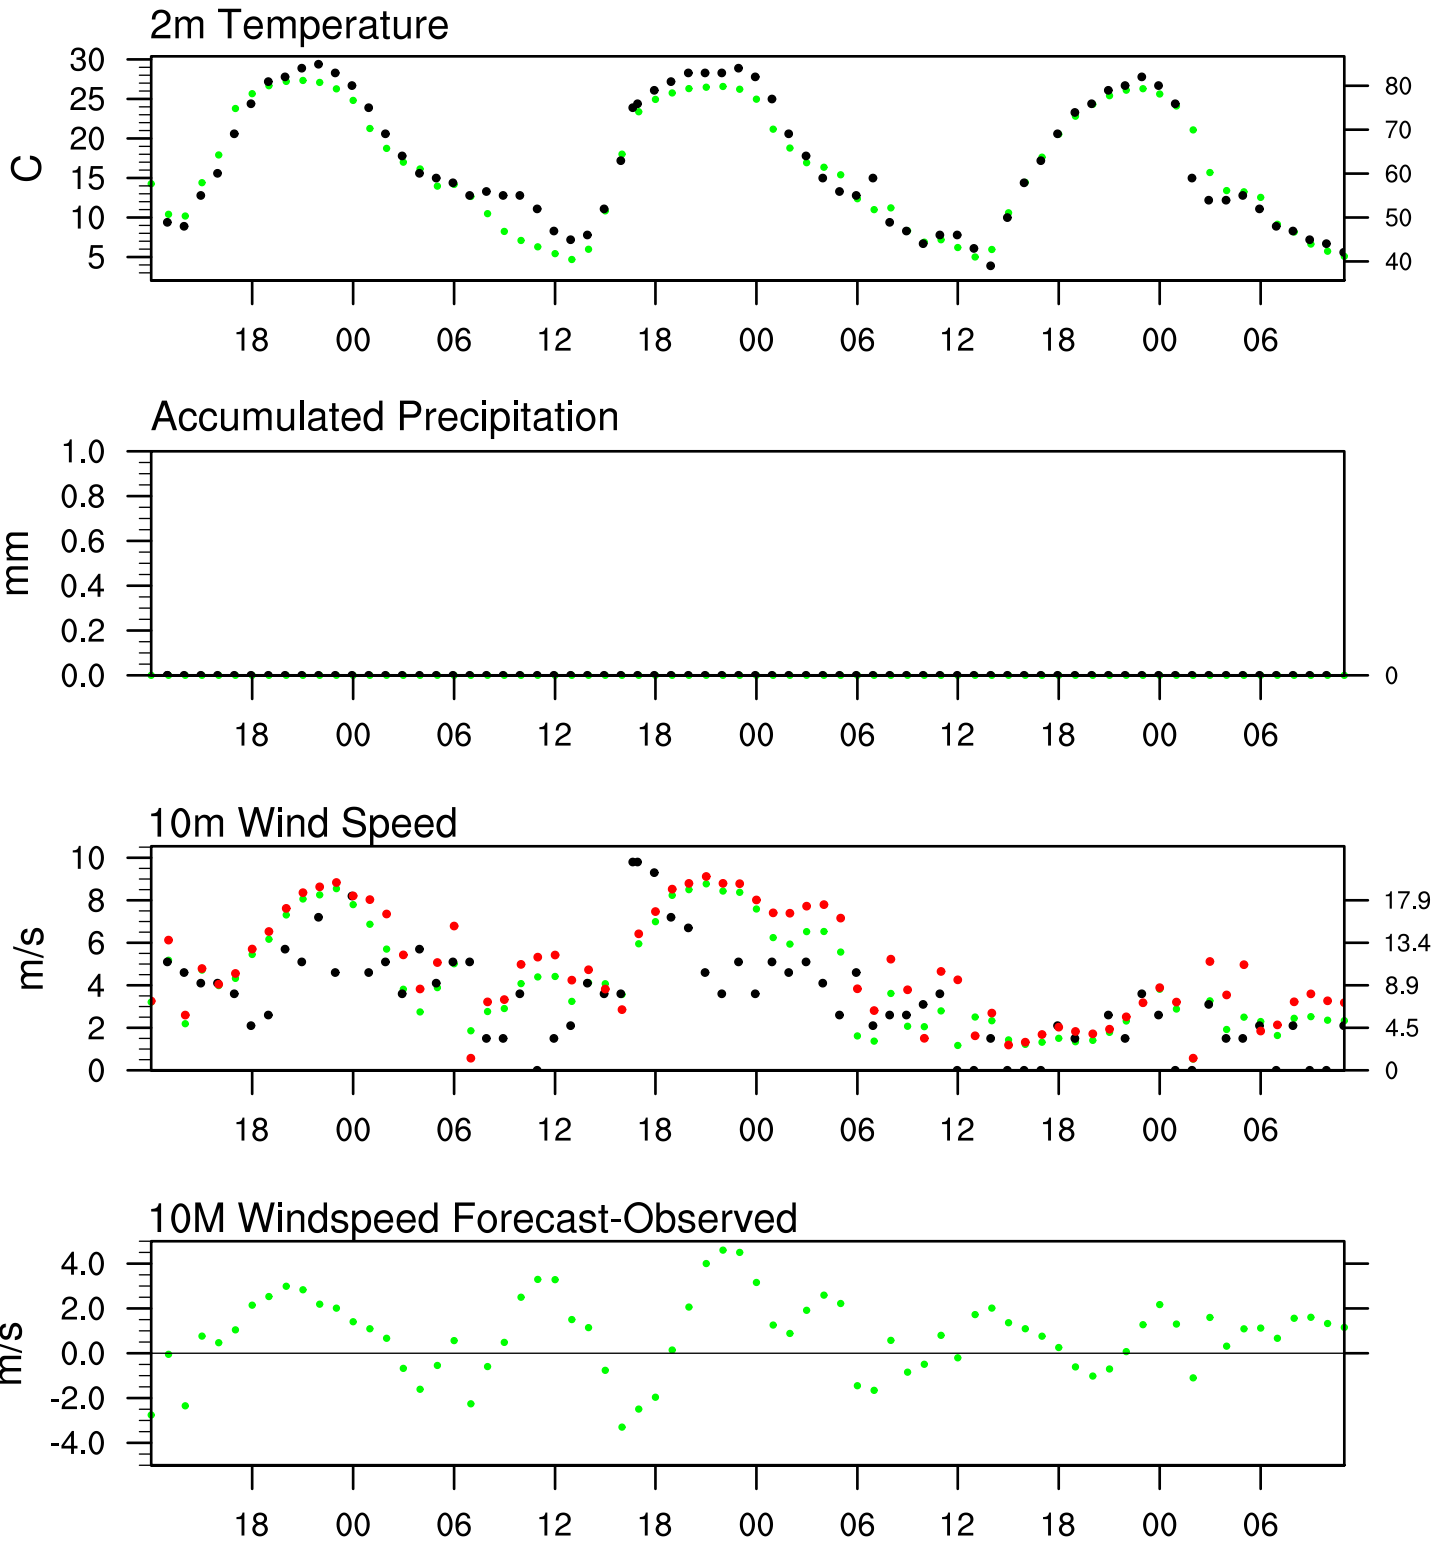 2m Temperature
30
25
20
15
10
5
C
80
70
60
50
40
18 00 06 12 18 00 06 12 18 00 06
Accumulated Precipitation
1.0
0.8
0.6
0.4
0.2
0.0
mm
0
18 00 06 12 18 00 06 12 18 00 06
10m Wind Speed
10
8
6
4
2
0
m/s
17.9
13.4
8.9
4.5
0
18 00 06 12 18 00 06 12 18 00 06
10M Windspeed Forecast-Observed
4.0
2.0
0.0
-2.0
-4.0
m/s
18 00 06 12 18 00 06 12 18 00 06